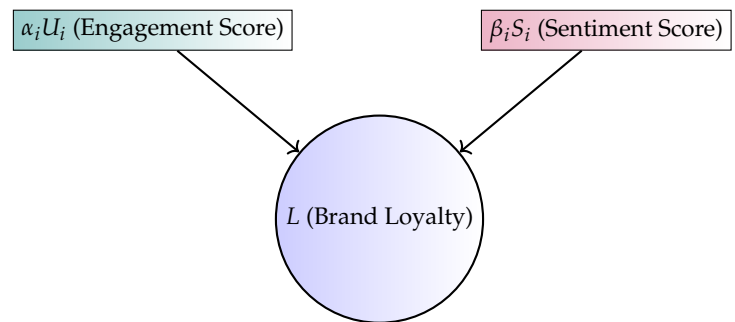 αᵢUᵢ (Engagement Score)
βᵢSᵢ (Sentiment Score)
L (Brand Loyalty)